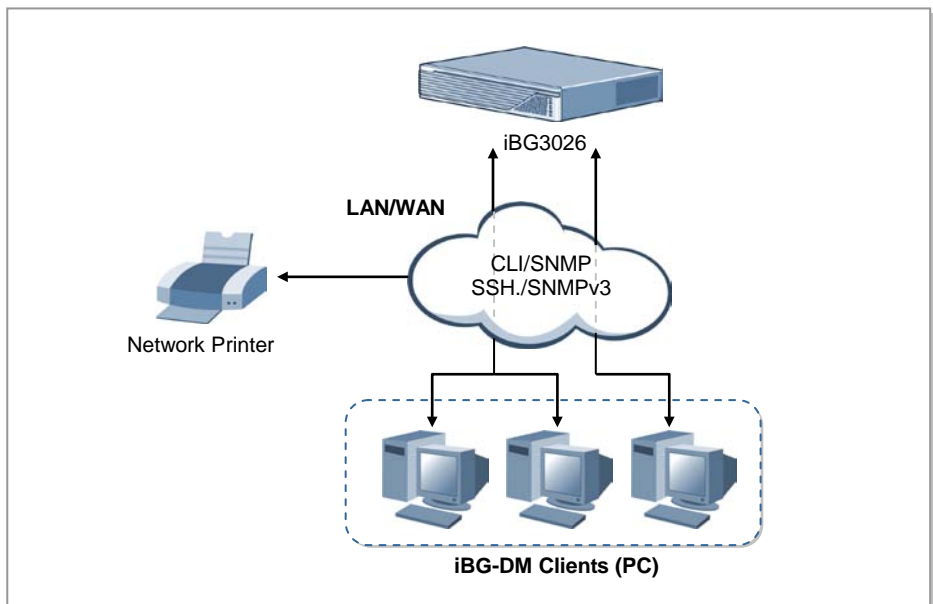 iBG3026
LAN/WAN
CLI/SNMP
SSH./SNMPv3
Network Printer
iBG-DM Clients (PC)